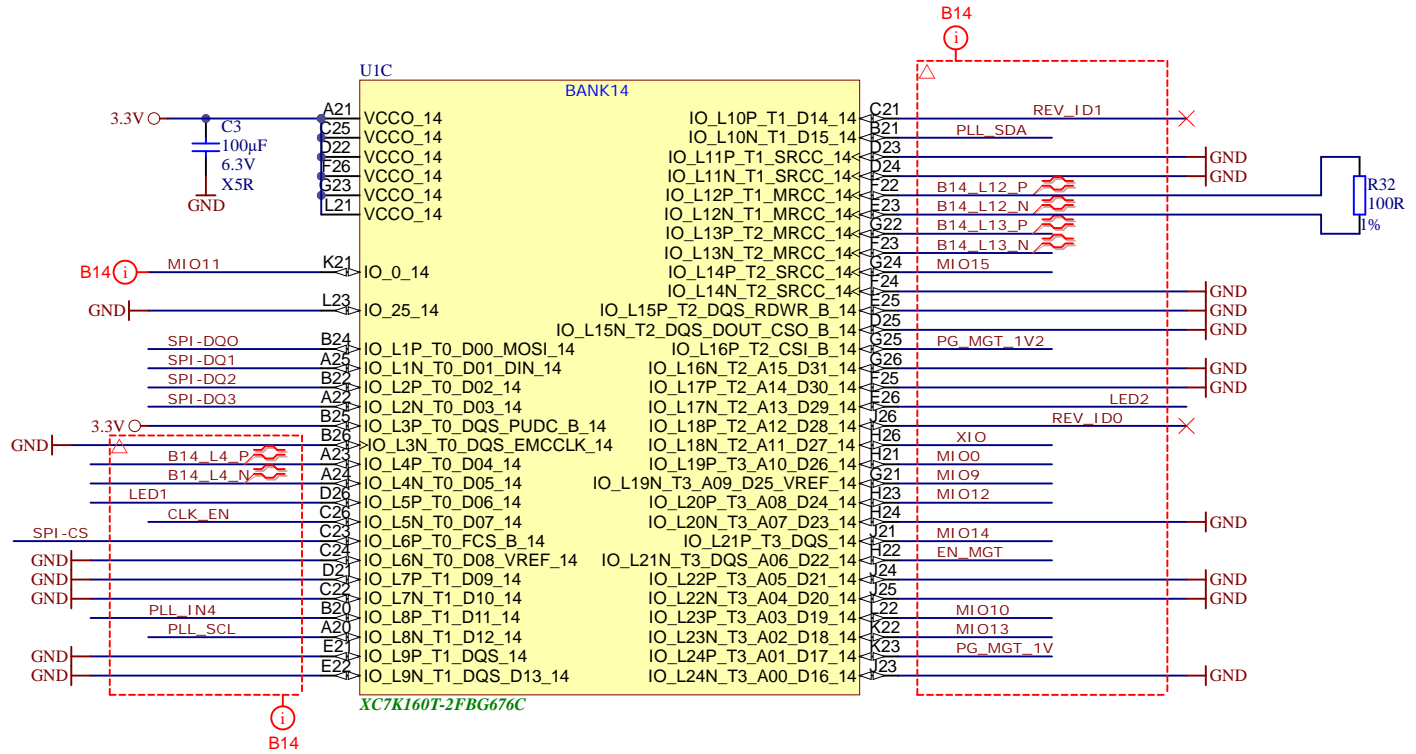 B14
U1C
BANK14
3.3V
C3
100µF
6.3V
X5R
GND
A21 VCCO_14
C25 VCCO_14
D22 VCCO_14
F26 VCCO_14
G23 VCCO_14
L21 VCCO_14
B14 MIO11 K21 IO_0_14
GND L23 IO_25_14
SPI-DQ0 B24 IO_L1P_T0_D00_MOSI_14
SPI-DQ1 A25 IO_L1N_T0_D01_DIN_14
SPI-DQ2 B22 IO_L2P_T0_D02_14
SPI-DQ3 A22 IO_L2N_T0_D03_14
3.3V B25 IO_L3P_T0_DQS_PUDC_B_14
GND B26 IO_L3N_T0_DQS_EMCCLK_14
B14_L4_P A23 IO_L4P_T0_D04_14
B14_L4_N A24 IO_L4N_T0_D05_14
LED1 D26 IO_L5P_T0_D06_14
CLK_EN C26 IO_L5N_T0_D07_14
SPI-CS C23 IO_L6P_T0_FCS_B_14
GND C24 IO_L6N_T0_D08_VREF_14
GND D21 IO_L7P_T1_D09_14
GND C22 IO_L7N_T1_D10_14
PLL_IN4 B20 IO_L8P_T1_D11_14
PLL_SCL A20 IO_L8N_T1_D12_14
GND E21 IO_L9P_T1_DQS_14
GND E22 IO_L9N_T1_DQS_D13_14
IO_L10P_T1_D14_14 C21 REV_ID1
IO_L10N_T1_D15_14 B21 PLL_SDA
IO_L11P_T1_SRCC_14 D23 GND
IO_L11N_T1_SRCC_14 D24 GND
IO_L12P_T1_MRCC_14 F22 B14_L12_P
IO_L12N_T1_MRCC_14 E23 B14_L12_N
IO_L13P_T2_MRCC_14 G22 B14_L13_P
IO_L13N_T2_MRCC_14 F23 B14_L13_N
IO_L14P_T2_SRCC_14 G24 MIO15
IO_L14N_T2_SRCC_14 F24 GND
IO_L15P_T2_DQS_RDWR_B_14 E25 GND
IO_L15N_T2_DQS_DOUT_CSO_B_14 D25 GND
IO_L16P_T2_CSI_B_14 G25 PG_MGT_1V2
IO_L16N_T2_A15_D31_14 G26 GND
IO_L17P_T2_A14_D30_14 F25 GND
IO_L17N_T2_A13_D29_14 E26 LED2
IO_L18P_T2_A12_D28_14 J26 REV_ID0
IO_L18N_T2_A11_D27_14 H26 XIO
IO_L19P_T3_A10_D26_14 H21 MIO0
IO_L19N_T3_A09_D25_VREF_14 G21 MIO9
IO_L20P_T3_A08_D24_14 H23 MIO12
IO_L20N_T3_A07_D23_14 H24 GND
IO_L21P_T3_DQS_14 J21 MIO14
IO_L21N_T3_DQS_A06_D22_14 H22 EN_MGT
IO_L22P_T3_A05_D21_14 J24 GND
IO_L22N_T3_A04_D20_14 J25 GND
IO_L23P_T3_A03_D19_14 L22 MIO10
IO_L23N_T3_A02_D18_14 K22 MIO13
IO_L24P_T3_A01_D17_14 K23 PG_MGT_1V
IO_L24N_T3_A00_D16_14 J23 GND
R32
100R
1%
XC7K160T-2FBG676C
B14